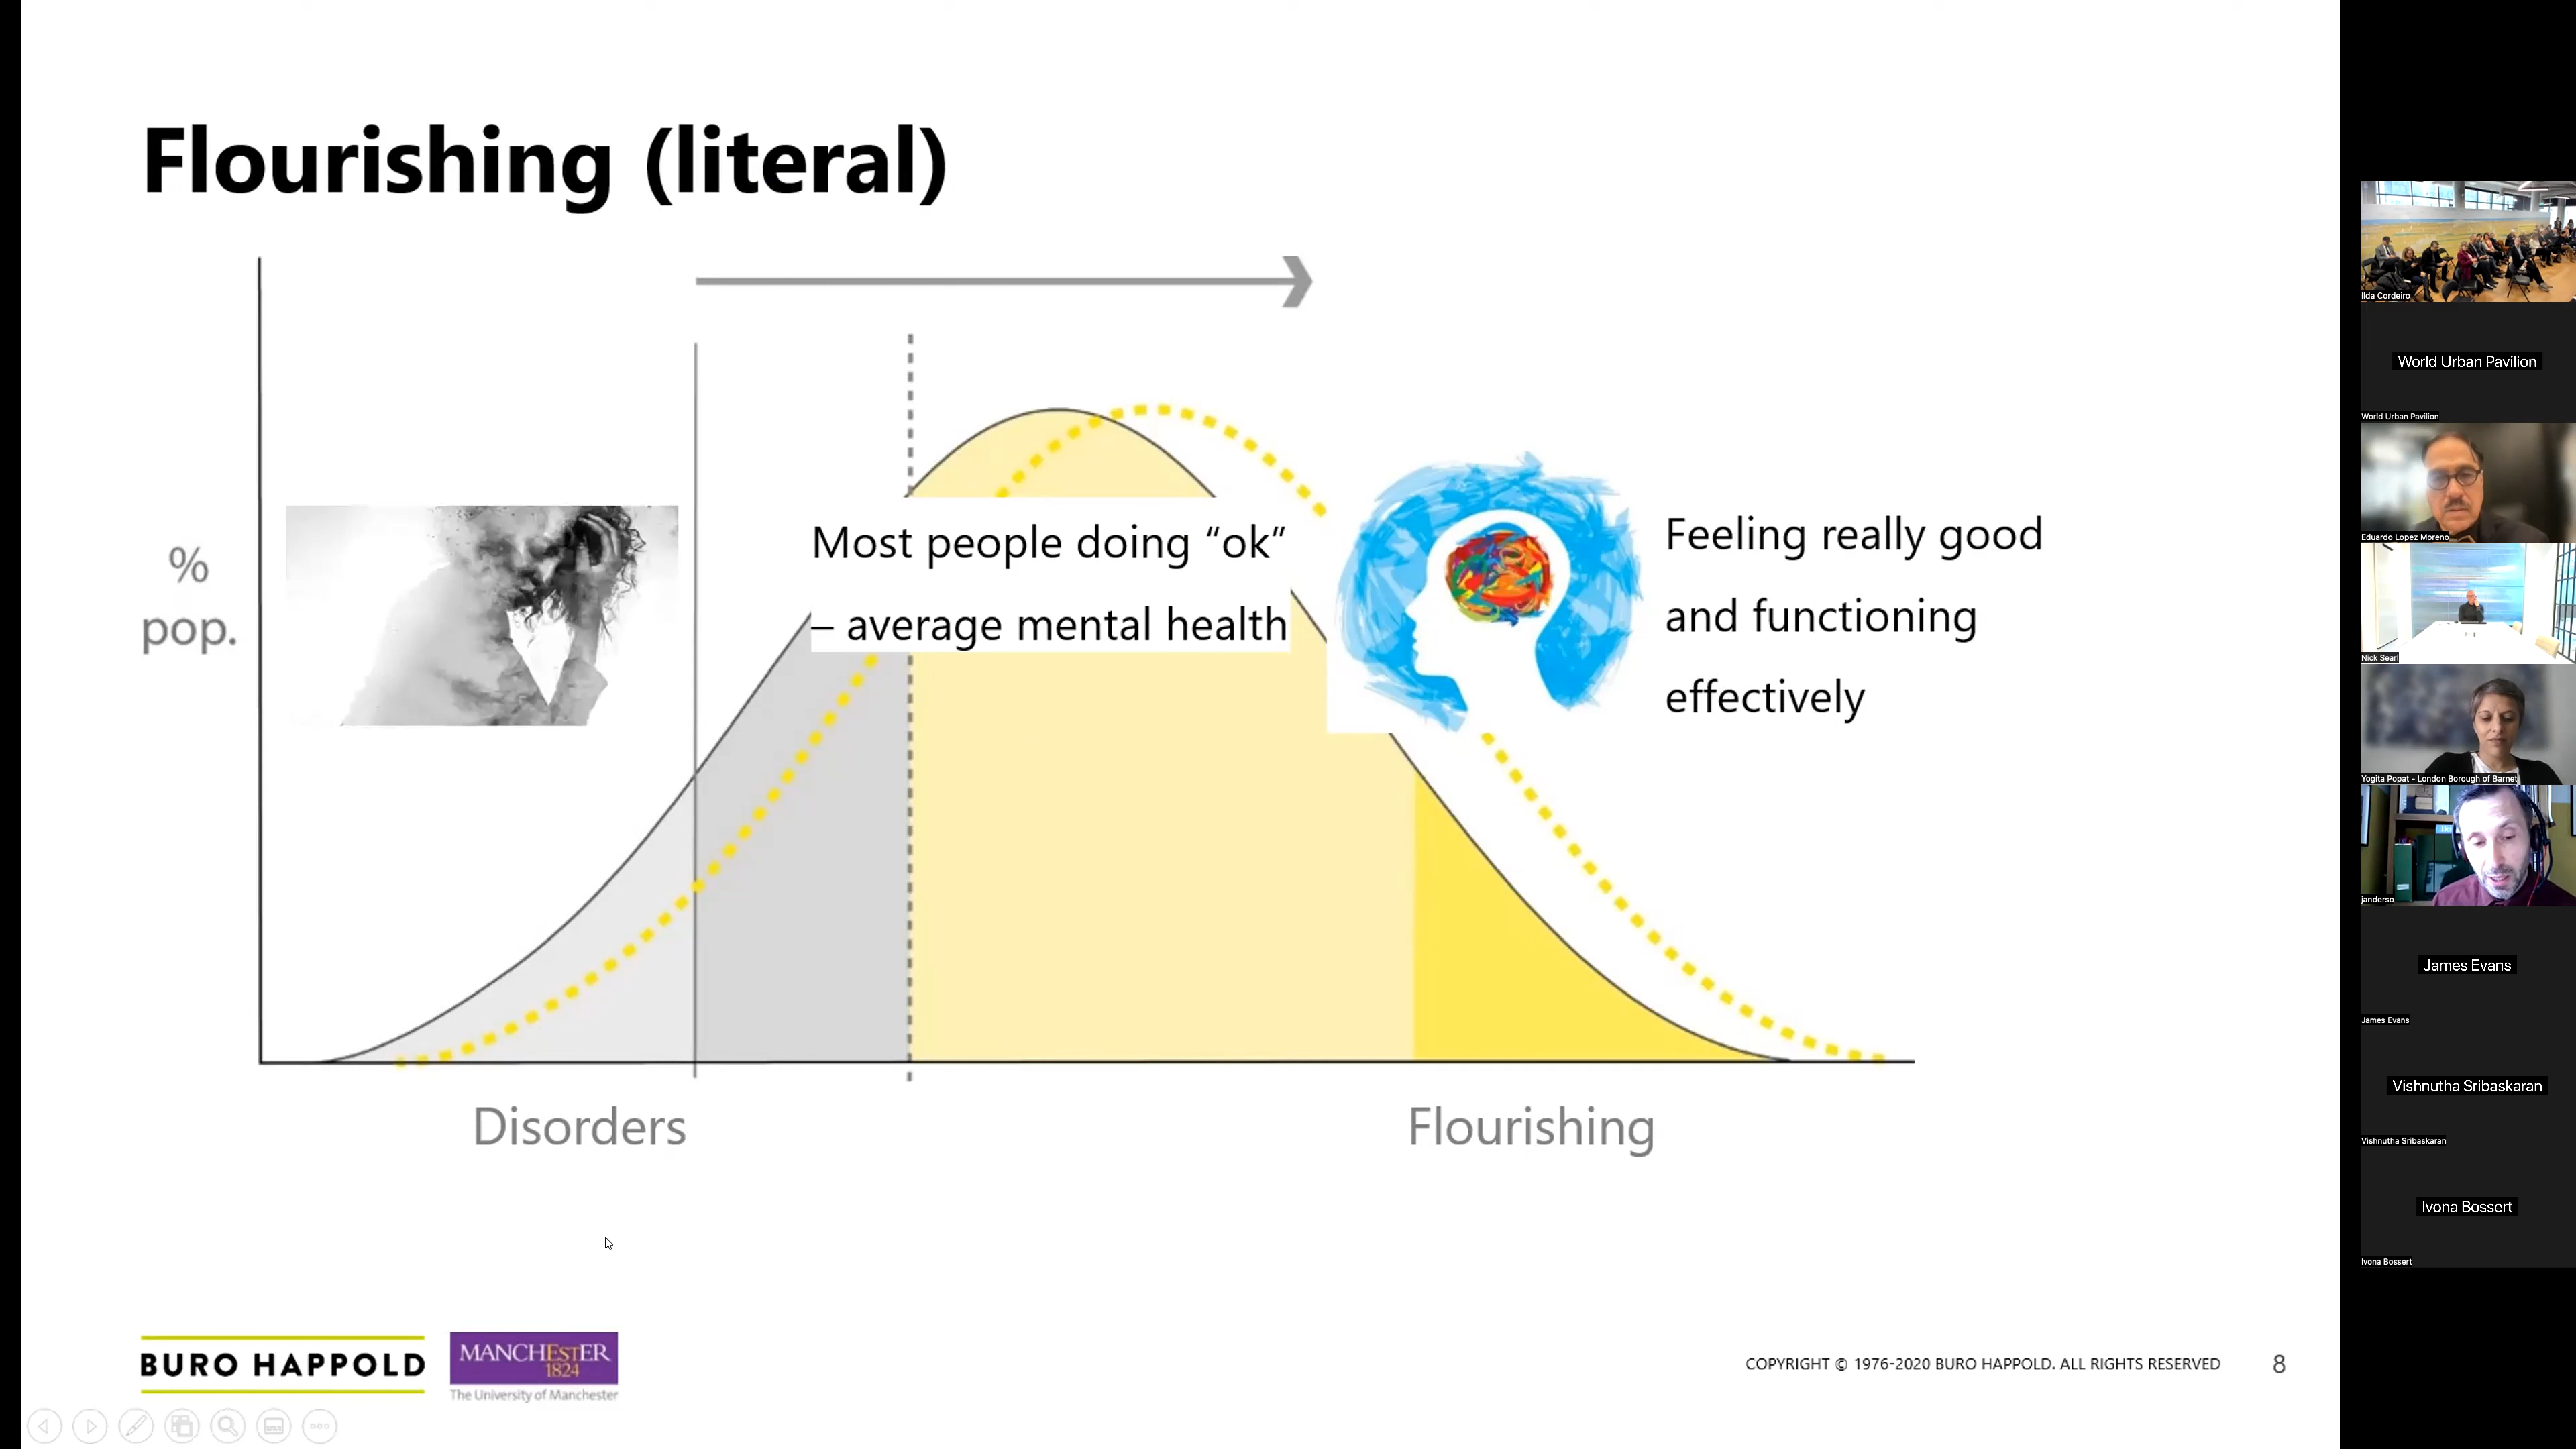 Flourishing (literal)
%
pop.
Most people doing “ok”
– average mental health
Feeling really good
and functioning
effectively
Disorders
Flourishing
BURO HAPPOLD
MANCHESTER
1824
The University of Manchester
COPYRIGHT © 1976-2020 BURO HAPPOLD. ALL RIGHTS RESERVED
8
Ilda Cordeiro
World Urban Pavilion
World Urban Pavilion
Eduardo Lopez Moreno
Nick Searl
Yogita Popat - London Borough of Barnet
janderso
James Evans
James Evans
Vishnutha Sribaskaran
Vishnutha Sribaskaran
Ivona Bossert
Ivona Bossert